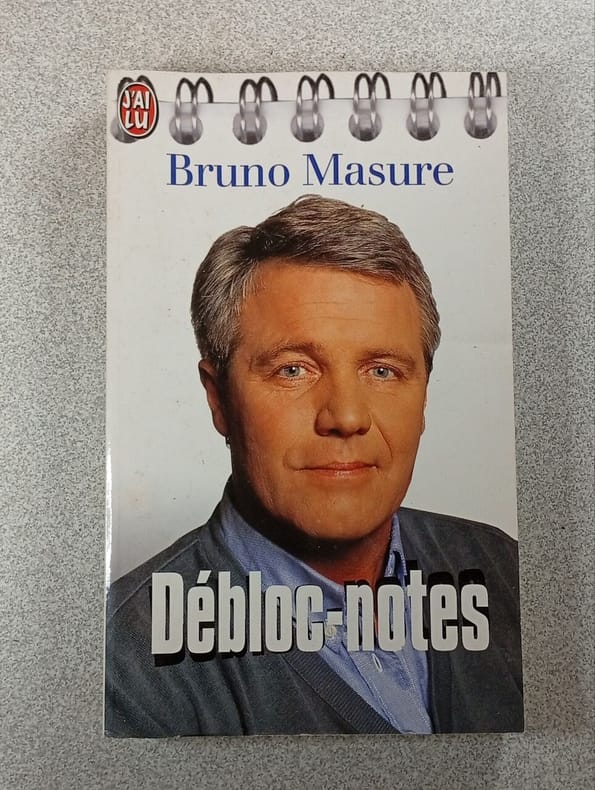 J'AI
LU
Bruno Masure
Débloc-notes